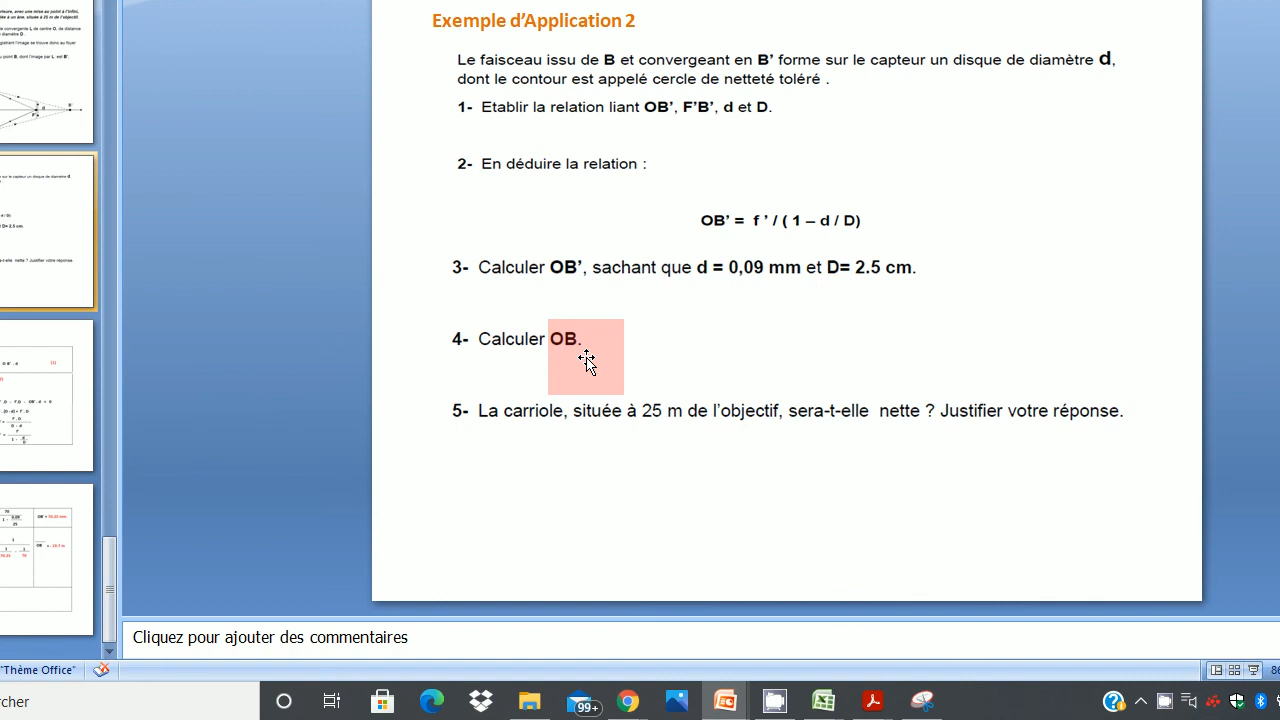 Exemple d'Application 2
Le faisceau issu de B et convergeant en B' forme sur le capteur un disque de diamètre d,
dont le contour est appelé cercle de netteté toléré .
1- Etablir la relation liant OB', F'B', d et D.
2- En déduire la relation :
OB' = f ' / ( 1 – d / D)
3- Calculer OB', sachant que d = 0,09 mm et D= 2.5 cm.
4- Calculer OB.
5- La carriole, située à 25 m de l'objectif, sera-t-elle nette ? Justifier votre réponse.
Cliquez pour ajouter des commentaires
"Thème Office"
86
rcher
99+